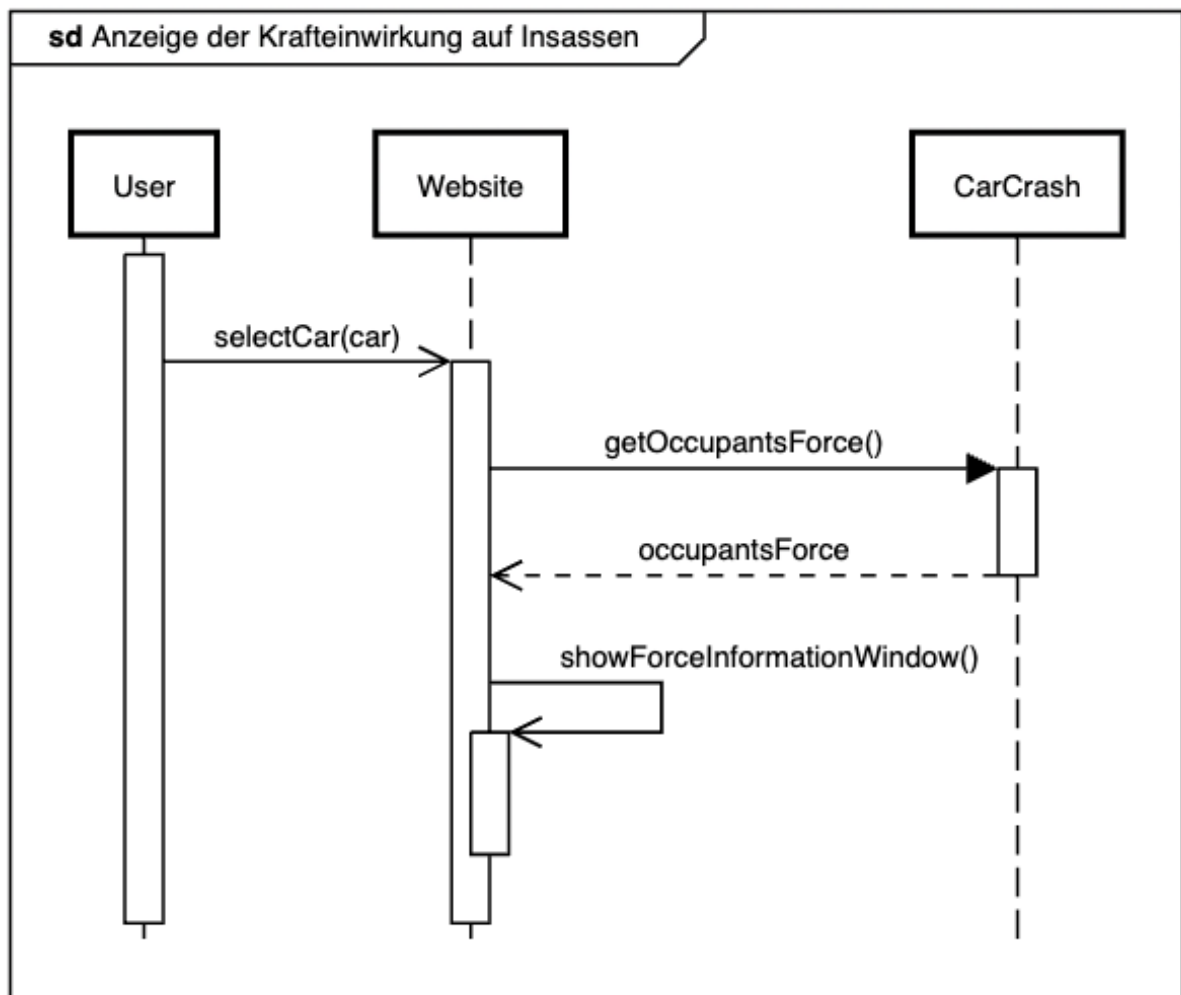 sd Anzeige der Krafteinwirkung auf Insassen
User
Website
CarCrash
selectCar(car)
getOccupantsForce()
occupantsForce
showForceInformationWindow()